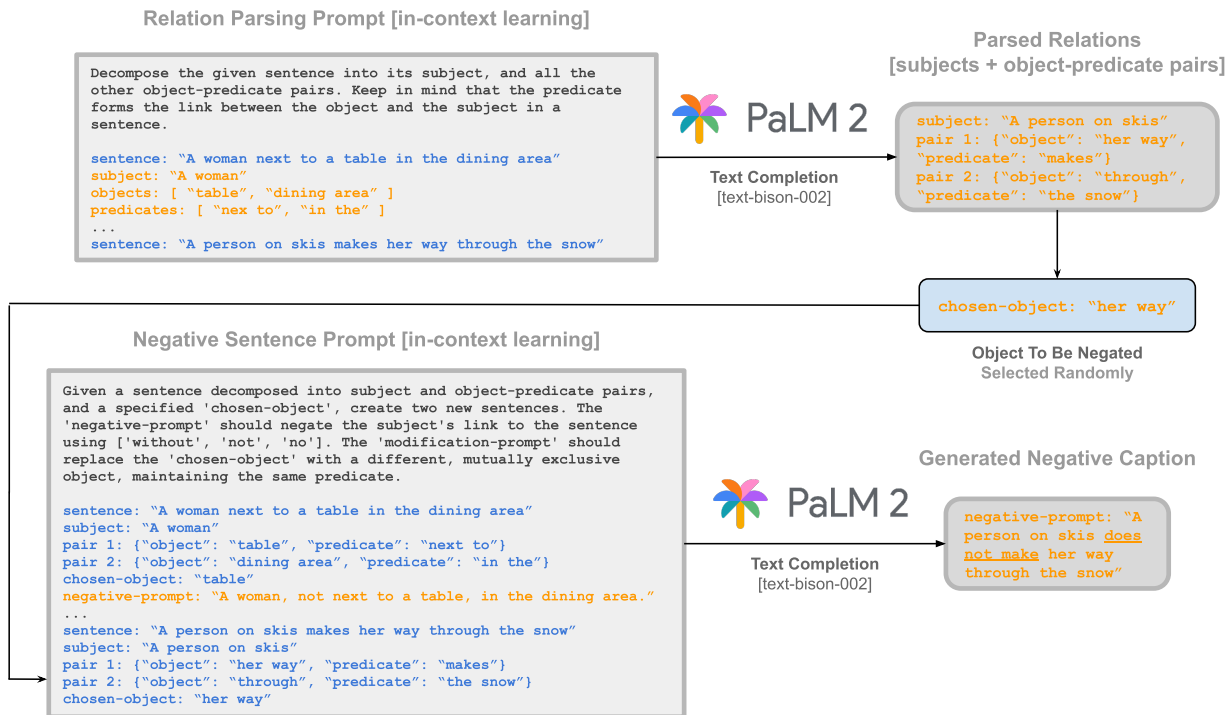 Relation Parsing Prompt [in-context learning]
Decompose the given sentence into its subject, and all the
other object-predicate pairs. Keep in mind that the predicate
forms the link between the object and the subject in a
sentence.
sentence: “A woman next to a table in the dining area”
subject: “A woman”
objects: [ “table”, “dining area” ]
predicates: [ “nex to”, “in the” ]
...
sentence: “A person on skis makes her way through the snow”
PaLM 2
Text Completion
[text-bison-002]
Parsed Relations
[subjects + object-predicate pairs]
subject: “A person on skis”
pair 1: {“object”: “her way”,
“predicate”: “makes”}
pair 2: {“object”: “through”,
“predicate”: “the snow”}
chosen-object: “her way”
Object To Be Negated
Selected Randomly
Negative Sentence Prompt [in-context learning]
Given a sentence decomposed into subject and object-predicate pairs,
and a specified 'chosen-object', create two new sentences. The
'negative-prompt' should negate the subject's link to the sentence
using ['without', 'not', 'no']. The 'modification-prompt' should
replace the 'chosen-object' with a different, mutually exclusive
object, maintaining the same predicate.
sentence: “A woman next to a table in the dining area”
subject: “A woman”
pair 1: {“object”: “table”, “predicate”: “next to”}
pair 2: {“object”: “dining area”, “predicate”: “in the”}
chosen-object: “table”
negative-prompt: “A woman, not next to a table, in the dining area.”
...
sentence: “A person on skis makes her way through the snow”
subject: “A person on skis”
pair 1: {“object”: “her way”, “predicate”: “makes”}
pair 2: {“object”: “through”, “predicate”: “the snow”}
chosen-object: “her way”
PaLM 2
Text Completion
[text-bison-002]
Generated Negative Caption
negative-prompt: “A
person on skis does
not make her way
through the snow”